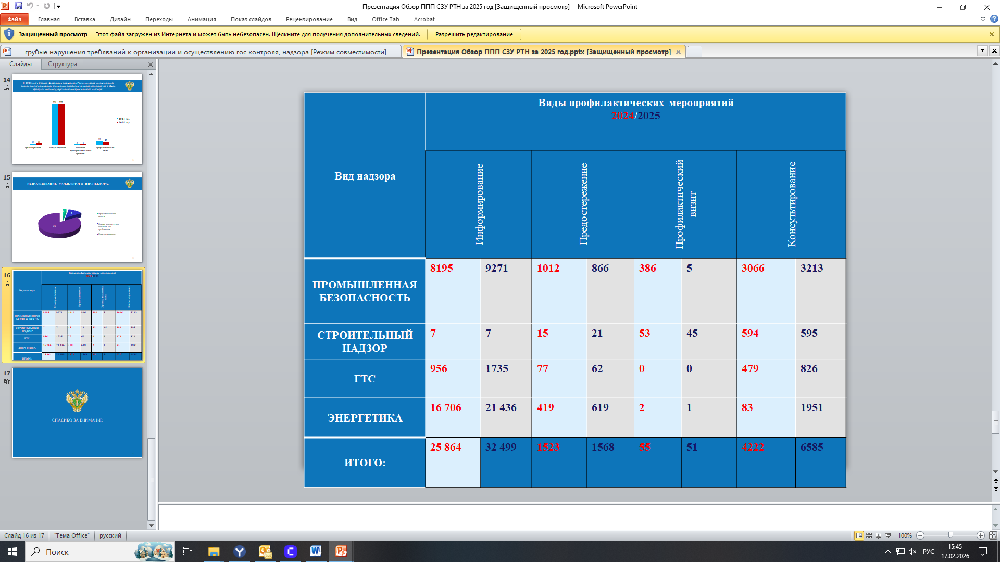 Презентация Обзор ППП СЗУ РТН за 2025 год [Защищенный просмотр] - Microsoft PowerPoint
Файл Главная Вставка Дизайн Переходы Анимация Показ слайдов Рецензирование Вид Office Tab Acrobat
Защищенный просмотр Этот файл загружен из Интернета и может быть небезопасен. Щелкните для получения дополнительных сведений. Разрешить редактирование
грубые нарушения треблваний к организации и осуществлению гос контроля, надзора [Режим совместимости] Презентация Обзор ППП СЗУ РТН за 2025 год.pptx [Защищенный просмотр]
Слайды Структура
14
15
ИСПОЛЬЗОВАНИЕ МОБИЛЬНОГО ИНСПЕКТОРА.
26
16
17
СПАСИБО ЗА ВНИМАНИЕ
Вид надзора
Виды профилактических мероприятий
2024/2025
Информирование
Предостережение
Профилактический
визит
Консультирование
ПРОМЫШЛЕННАЯ
БЕЗОПАСНОСТЬ
8195 9271 1012 866 386 5 3066 3213
СТРОИТЕЛЬНЫЙ
НАДЗОР
7 7 15 21 53 45 594 595
ГТС
956 1735 77 62 0 0 479 826
ЭНЕРГЕТИКА
16 706 21 436 419 619 2 1 83 1951
ИТОГО:
25 864 32 499 1523 1568 55 51 4222 6585
Слайд 16 из 17 "Тема Office" русский 100%
Поиск
РУС
15:45
17.02.2026